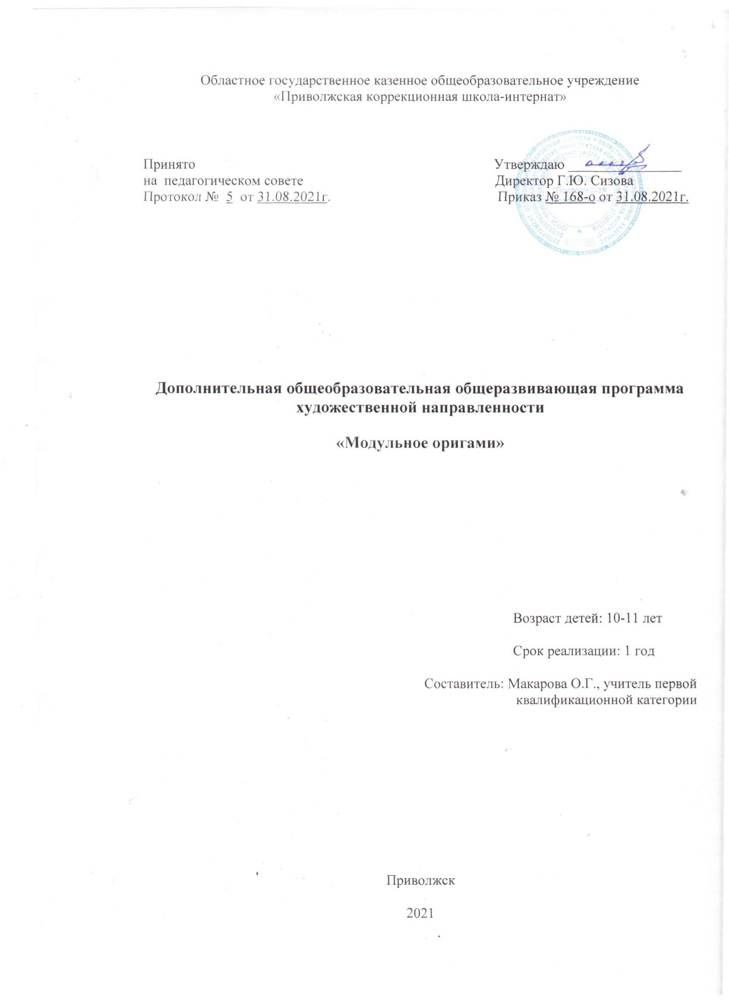 Областное государственное казенное общеобразовательное учреждение
«Приволжская коррекционная школа-интернат»
Принято
на педагогическом совете
Протокол № 5 от 31.08.2021г.
Утверждаю
Директор Г.Ю. Сизова
Приказ № 168-о от 31.08.2021г.
Дополнительная общеобразовательная общеразвивающая программа
художественной направленности
«Модульное оригами»
Возраст детей: 10-11 лет
Срок реализации: 1 год
Составитель: Макарова О.Г., учитель первой
квалификационной категории
Приволжск
2021